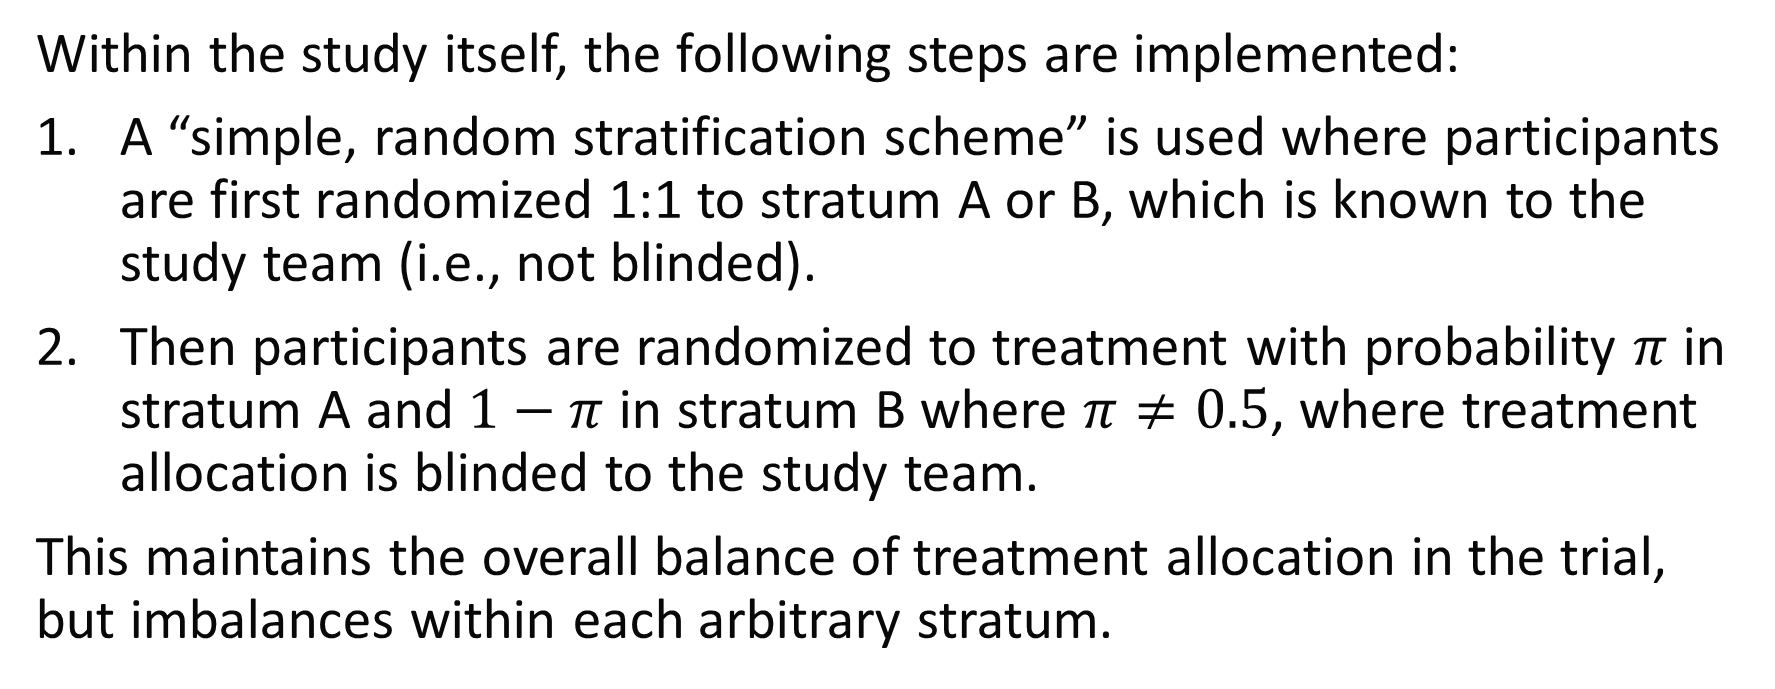 Within the study itself, the following steps are implemented:
1. A “simple, random stratification scheme” is used where participants
are first randomized 1:1 to stratum A or B, which is known to the
study team (i.e., not blinded).
2. Then participants are randomized to treatment with probability π in
stratum A and 1 − π in stratum B where π ≠ 0.5, where treatment
allocation is blinded to the study team.
This maintains the overall balance of treatment allocation in the trial,
but imbalances within each arbitrary stratum.